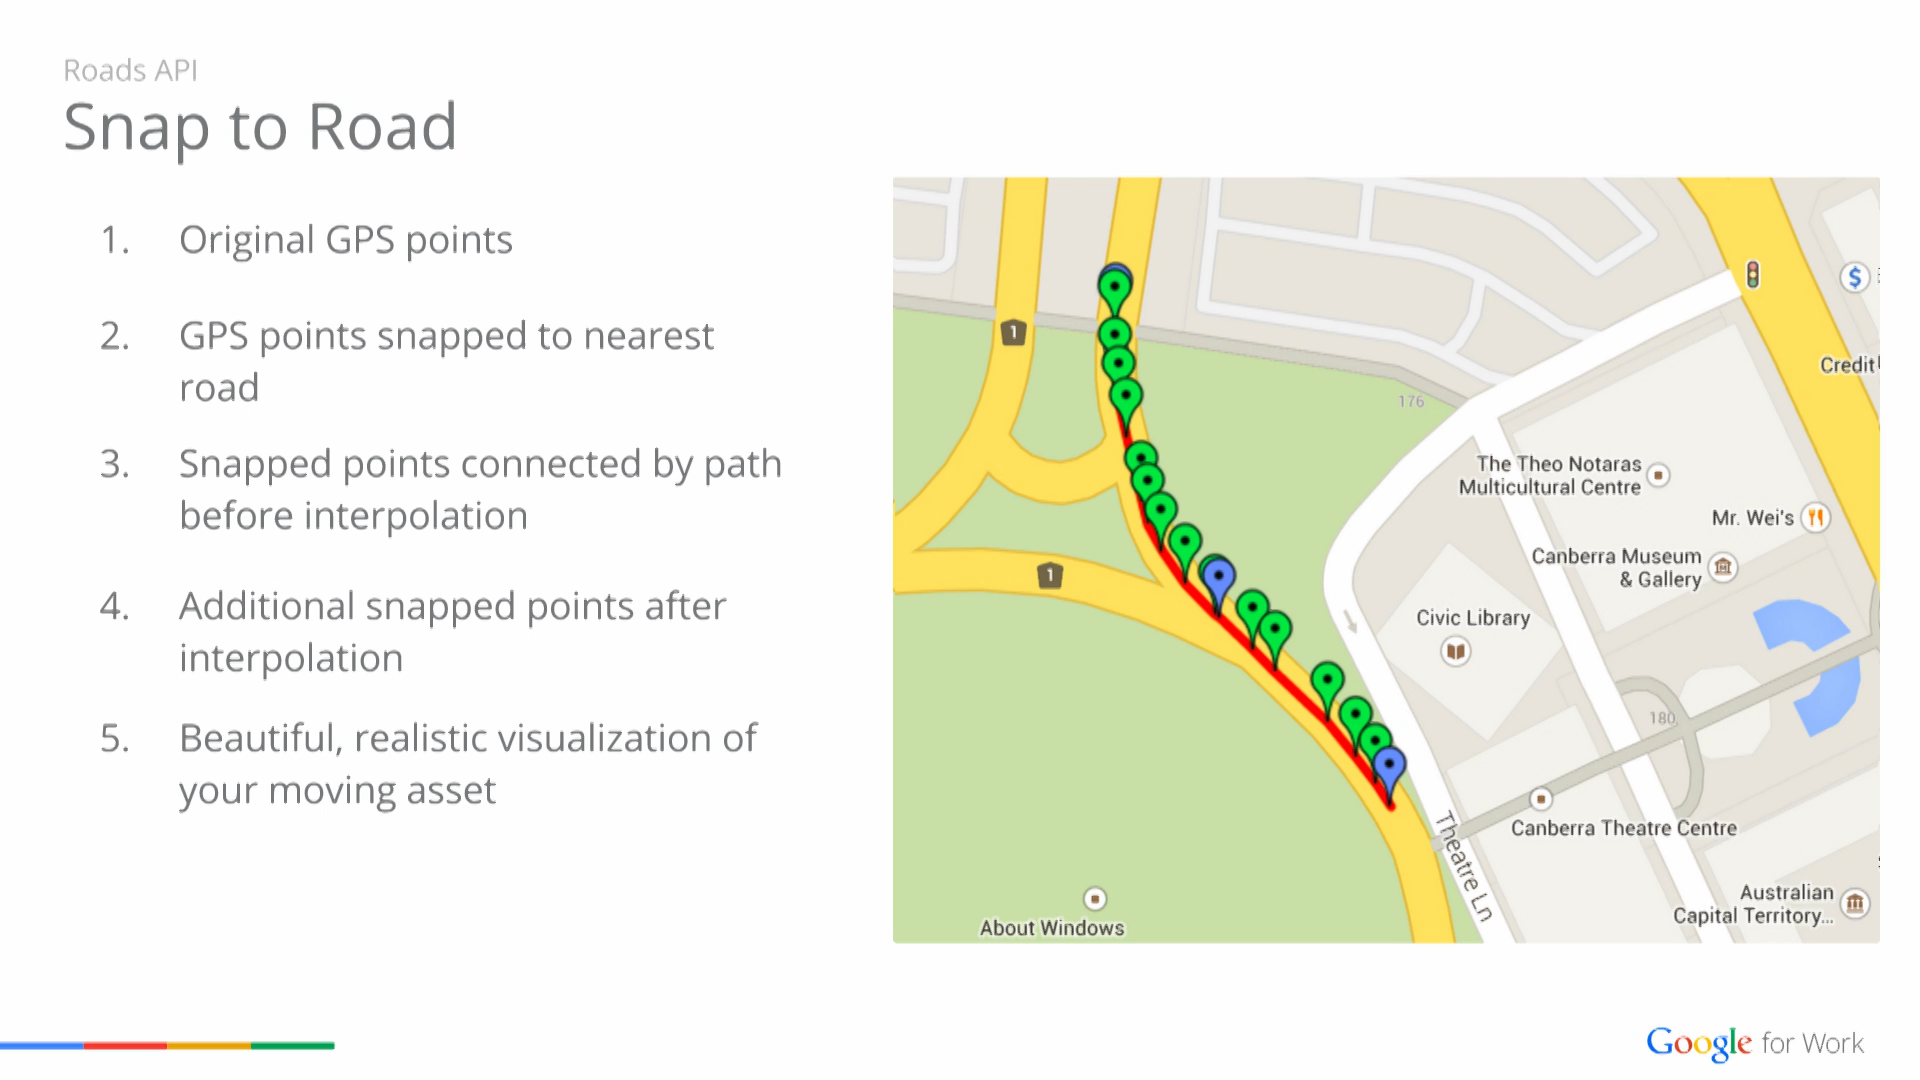 Roads API
Snap to Road
1. Original GPS points
2. GPS points snapped to nearest
road
3. Snapped points connected by path
before interpolation
4. Additional snapped points after
interpolation
5. Beautiful, realistic visualization of
your moving asset
1
$
Credit
176
The Theo Notaras
Multicultural Centre
Mr. Wei's
Canberra Museum
& Gallery
1
Civic Library
180
Canberra Theatre Centre
Theatre Ln
Australian
Capital Territory...
About Windows
Google for Work